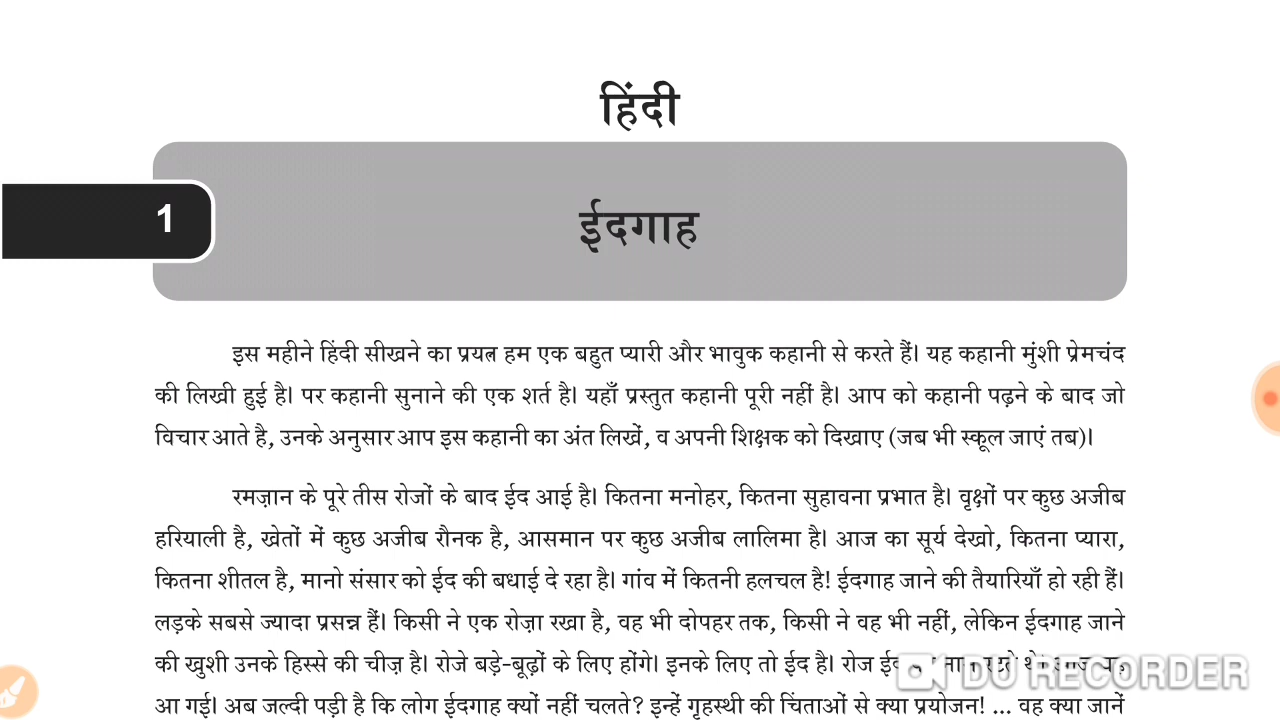 हिंदी
1
ईदगाह
इस महीने हिंदी सीखने का प्रयत्न हम एक बहुत प्यारी और भावुक कहानी से करते हैं। यह कहानी मुंशी प्रेमचंद
की लिखी हुई है। पर कहानी सुनाने की एक शर्त है। यहाँ प्रस्तुत कहानी पूरी नहीं है। आप को कहानी पढ़ने के बाद जो
विचार आते है, उनके अनुसार आप इस कहानी का अंत लिखें, व अपनी शिक्षक को दिखाए (जब भी स्कूल जाएं तब)।
रमज़ान के पूरे तीस रोजों के बाद ईद आई है। कितना मनोहर, कितना सुहावना प्रभात है। वृक्षों पर कुछ अजीब
हरियाली है, खेतों में कुछ अजीब रौनक है, आसमान पर कुछ अजीब लालिमा है। आज का सूर्य देखो, कितना प्यारा,
कितना शीतल है, मानो संसार को ईद की बधाई दे रहा है। गांव में कितनी हलचल है! ईदगाह जाने की तैयारियाँ हो रही हैं।
लड़के सबसे ज्यादा प्रसन्न हैं। किसी ने एक रोज़ा रखा है, वह भी दोपहर तक, किसी ने वह भी नहीं, लेकिन ईदगाह जाने
की खुशी उनके हिस्से की चीज़ है। रोजे बड़े-बूढ़ों के लिए होंगे। इनके लिए तो ईद है। रोज ईद
DU RECORDER
आ गई। अब जल्दी पड़ी है कि लोग ईदगाह क्यों नहीं चलते? इन्हें गृहस्थी की चिंताओं से क्या प्रयोजन! ... वह क्या जानें